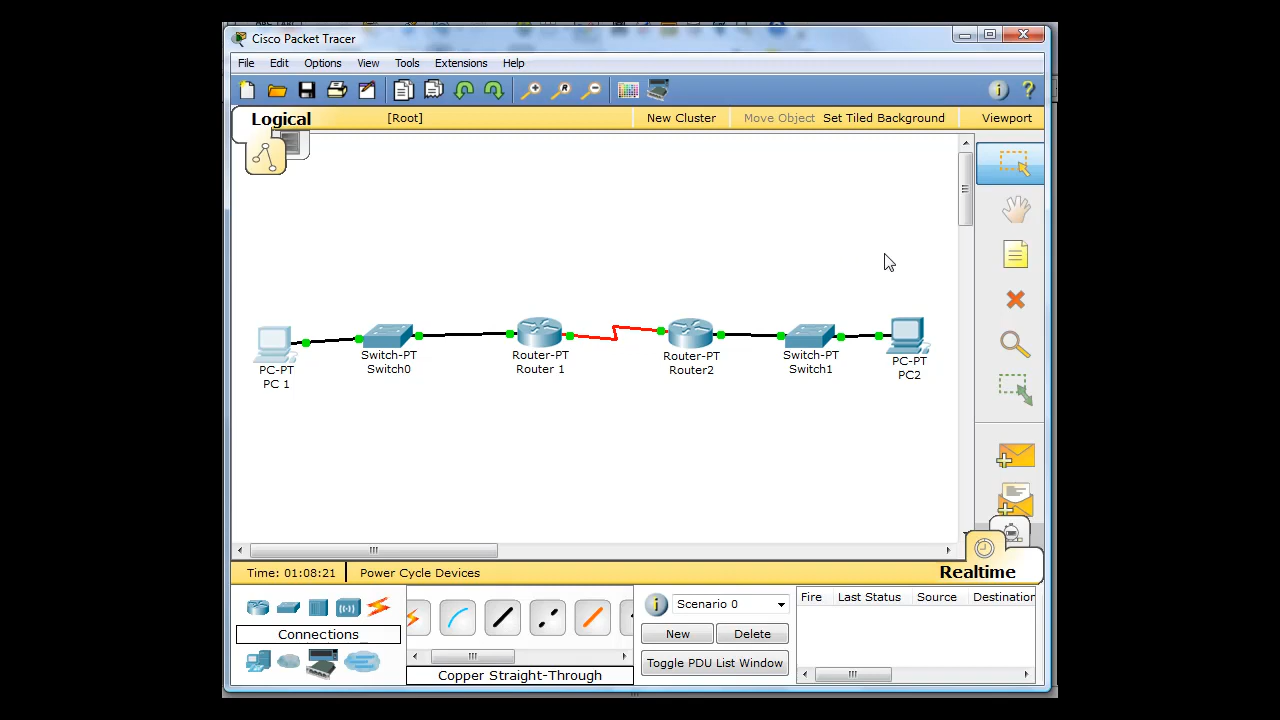 Cisco Packet Tracer
File Edit Options View Tools Extensions Help
Logical [Root] New Cluster Move Object Set Tiled Background Viewport
PC-PT
PC 1
Switch-PT
Switch0
Router-PT
Router 1
Router-PT
Router2
Switch-PT
Switch1
PC-PT
PC2
Time: 01:08:21 Power Cycle Devices Realtime
Connections
Copper Straight-Through
Scenario 0
New Delete
Toggle PDU List Window
Fire Last Status Source Destination